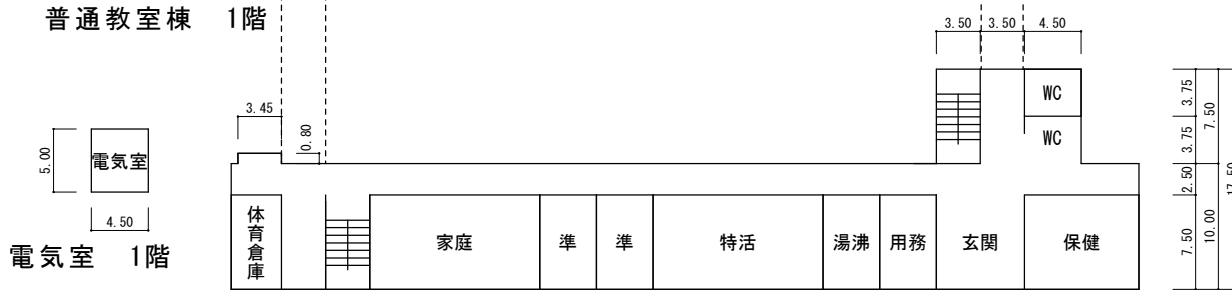 普通教室棟 1階
3.50 3.50 4.50
3.45
0.80
WC
WC
3.75
3.75
7.50
2.50
7.50
10.00
17.50
5.00
電気室
4.50
電気室 1階
体育倉庫
家庭
準
準
特活
湯沸
用務
玄関
保健